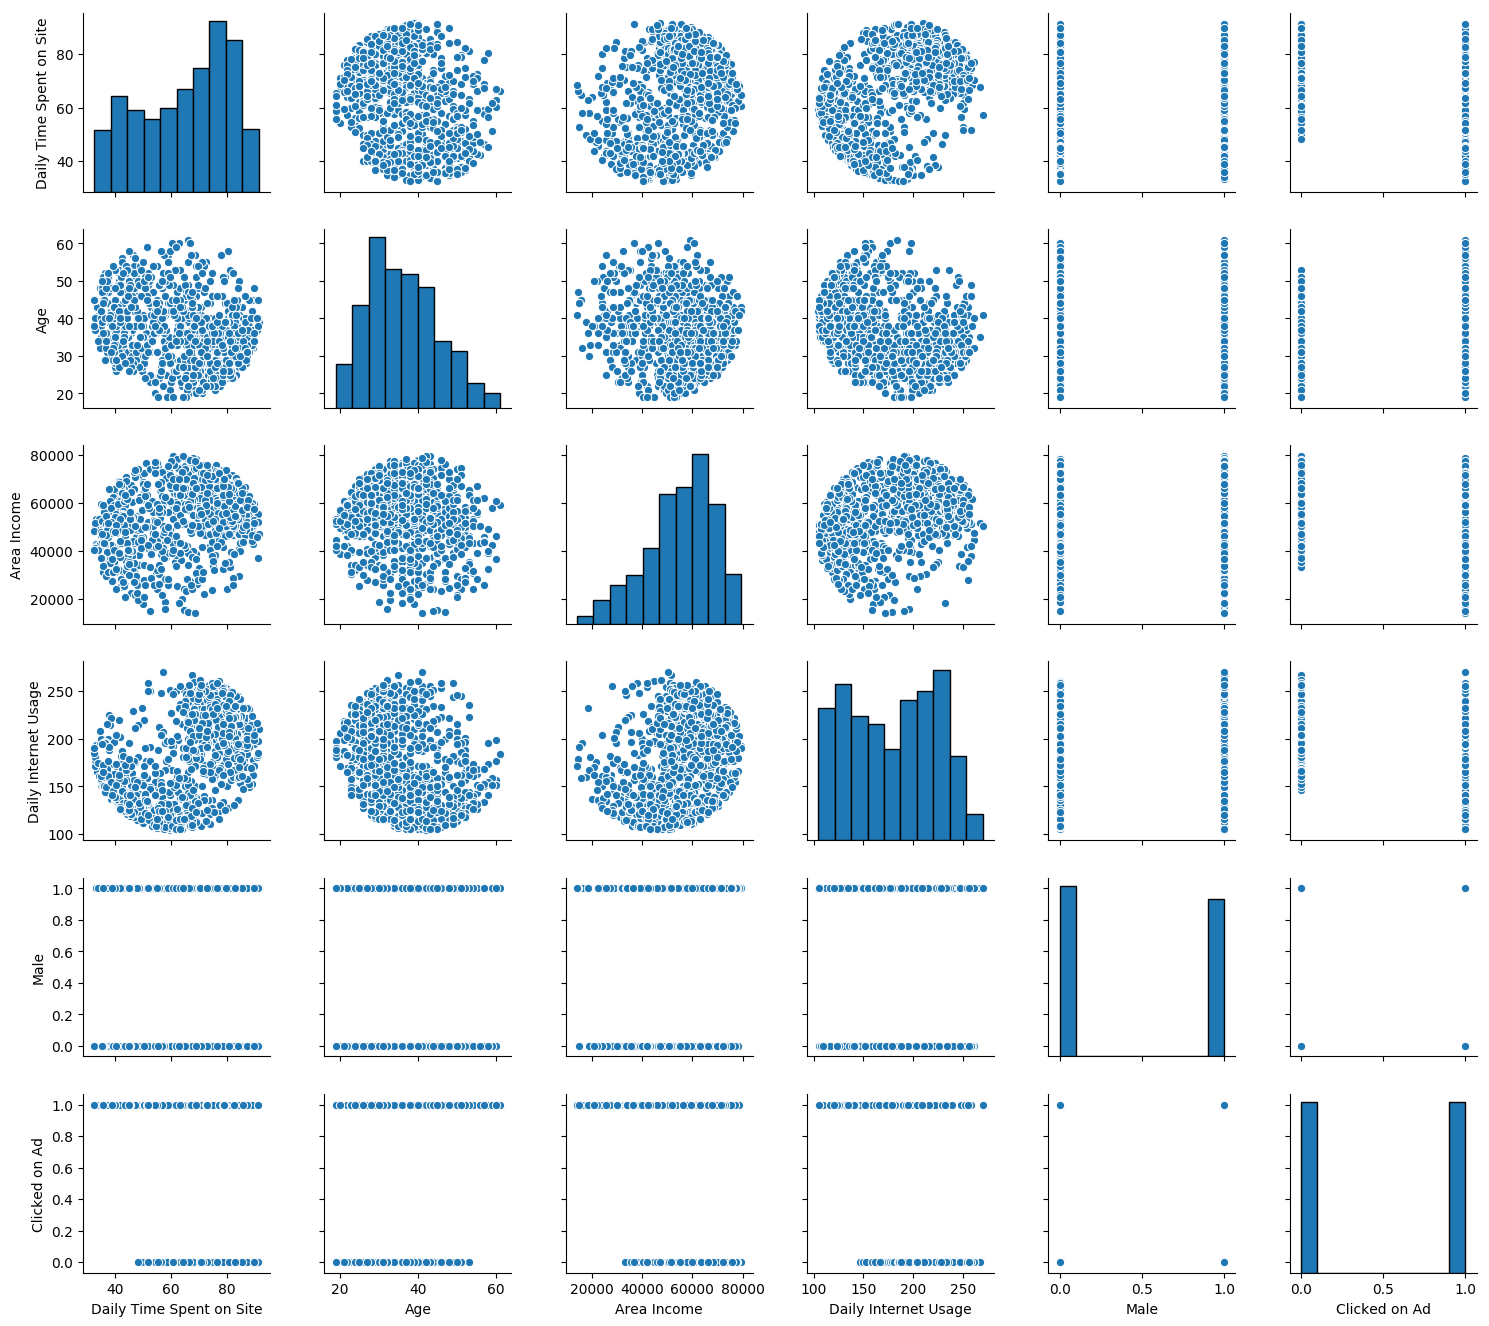 Daily Time Spent on Site
80
60
40
Age
60
50
40
30
20
Area Income
80000
60000
40000
20000
Daily Internet Usage
250
200
150
100
Male
1.0
0.8
0.6
0.4
0.2
0.0
Clicked on Ad
1.0
0.8
0.6
0.4
0.2
0.0
40 60 80
20 40 60
20000 40000 60000 80000
100 150 200 250
0.0 0.5 1.0
0.0 0.5 1.0
Daily Time Spent on Site
Age
Area Income
Daily Internet Usage
Male
Clicked on Ad